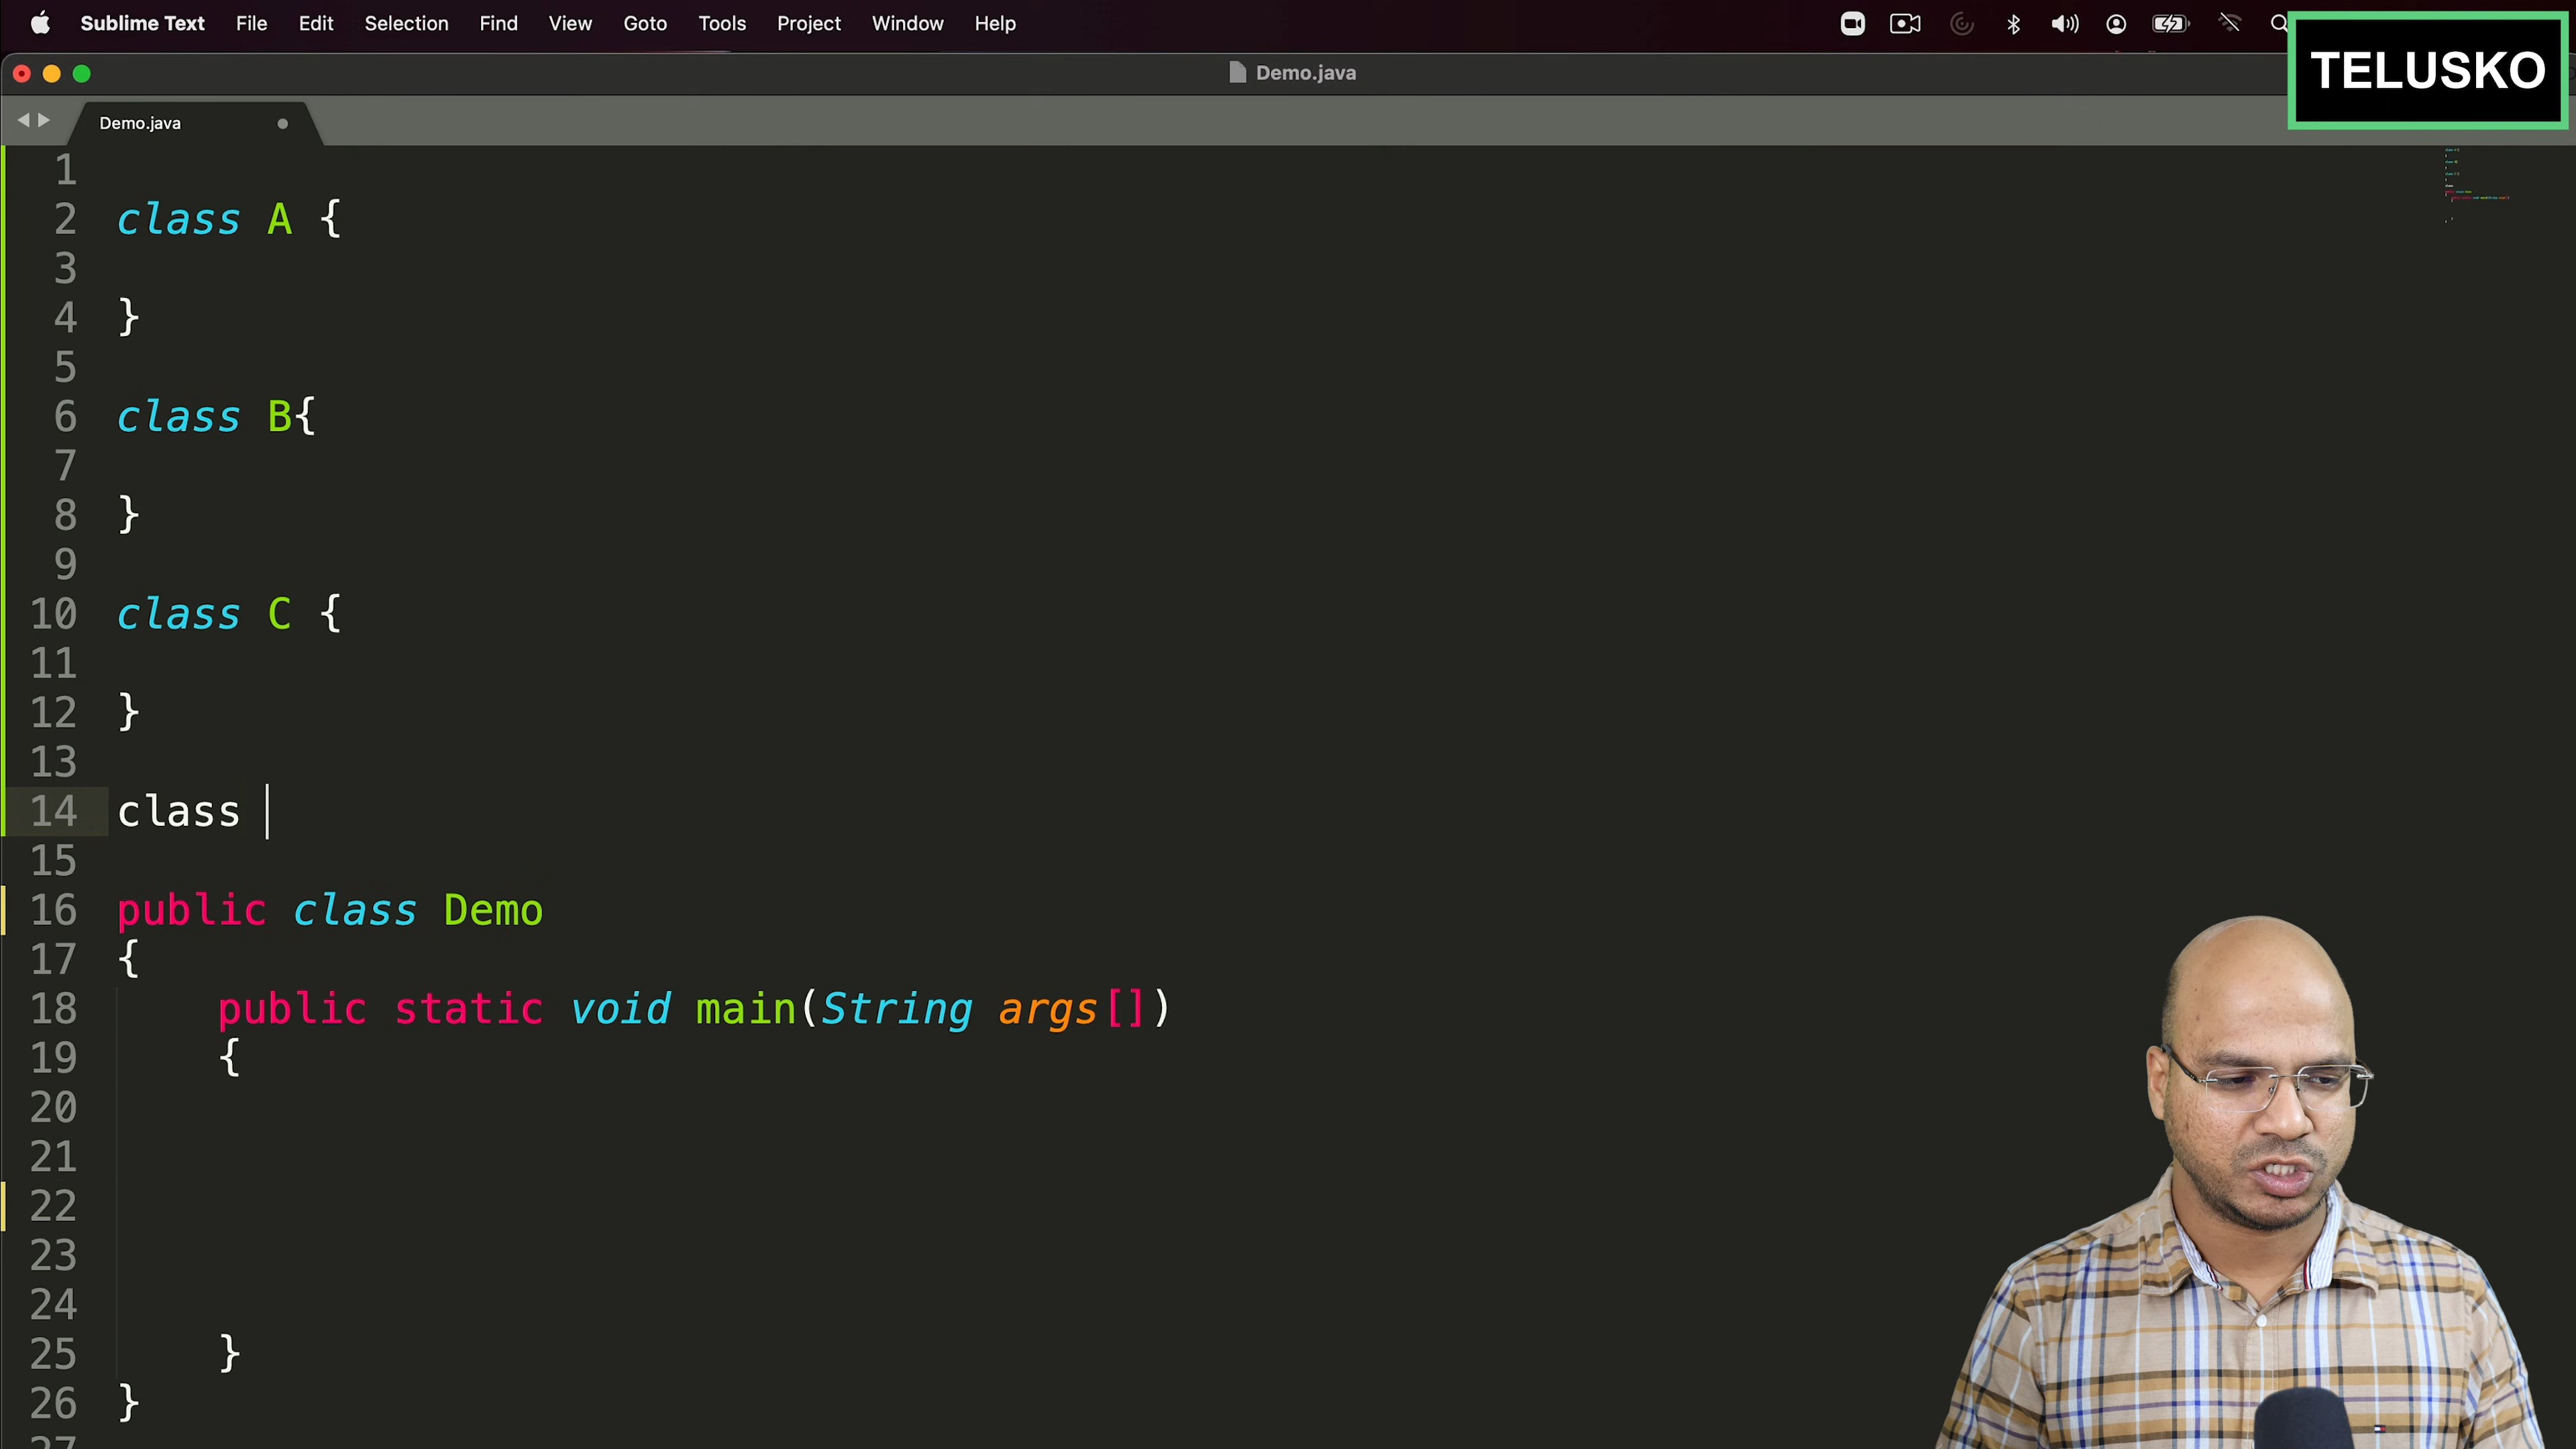 Sublime Text File Edit Selection Find View Goto Tools Project Window Help
TELUSKO
Demo.java
Demo.java
1
2 class A {
3
4 }
5
6 class B{
7
8 }
9
10 class C {
11
12 }
13
14 class
15
16 public class Demo
17 {
18 public static void main(String args[])
19 {
20
21
22
23
24
25 }
26 }
27